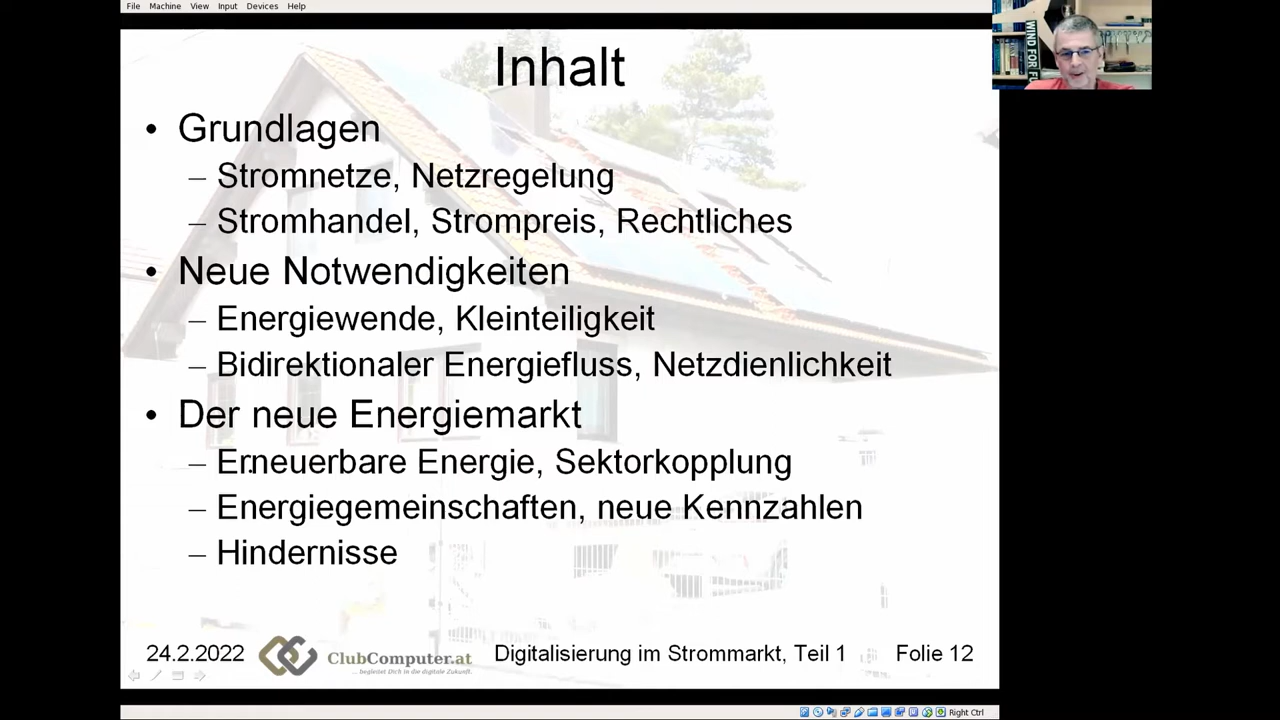 File Machine View Input Devices Help
Inhalt
• Grundlagen
– Stromnetze, Netzregelung
– Stromhandel, Strompreis, Rechtliches
• Neue Notwendigkeiten
– Energiewende, Kleinteiligkeit
– Bidirektionaler Energiefluss, Netzdienlichkeit
• Der neue Energiemarkt
– Erneuerbare Energie, Sektorkopplung
– Energiegemeinschaften, neue Kennzahlen
– Hindernisse
24.2.2022 ClubComputer.at Digitalisierung im Strommarkt, Teil 1 Folie 12
... begleitet Dich in die digitale Zukunft.
Right Ctrl
WIND FOR